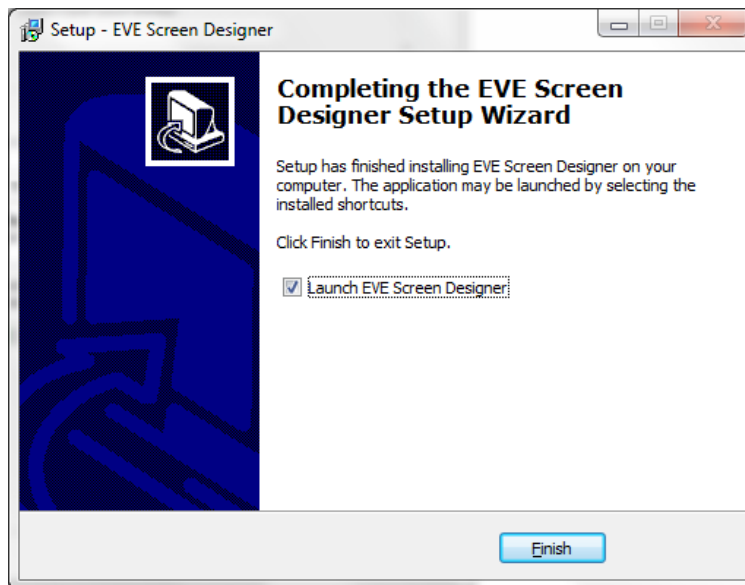 Setup - EVE Screen Designer
Completing the EVE Screen
Designer Setup Wizard
Setup has finished installing EVE Screen Designer on your
computer. The application may be launched by selecting the
installed shortcuts.
Click Finish to exit Setup.
Launch EVE Screen Designer
Finish